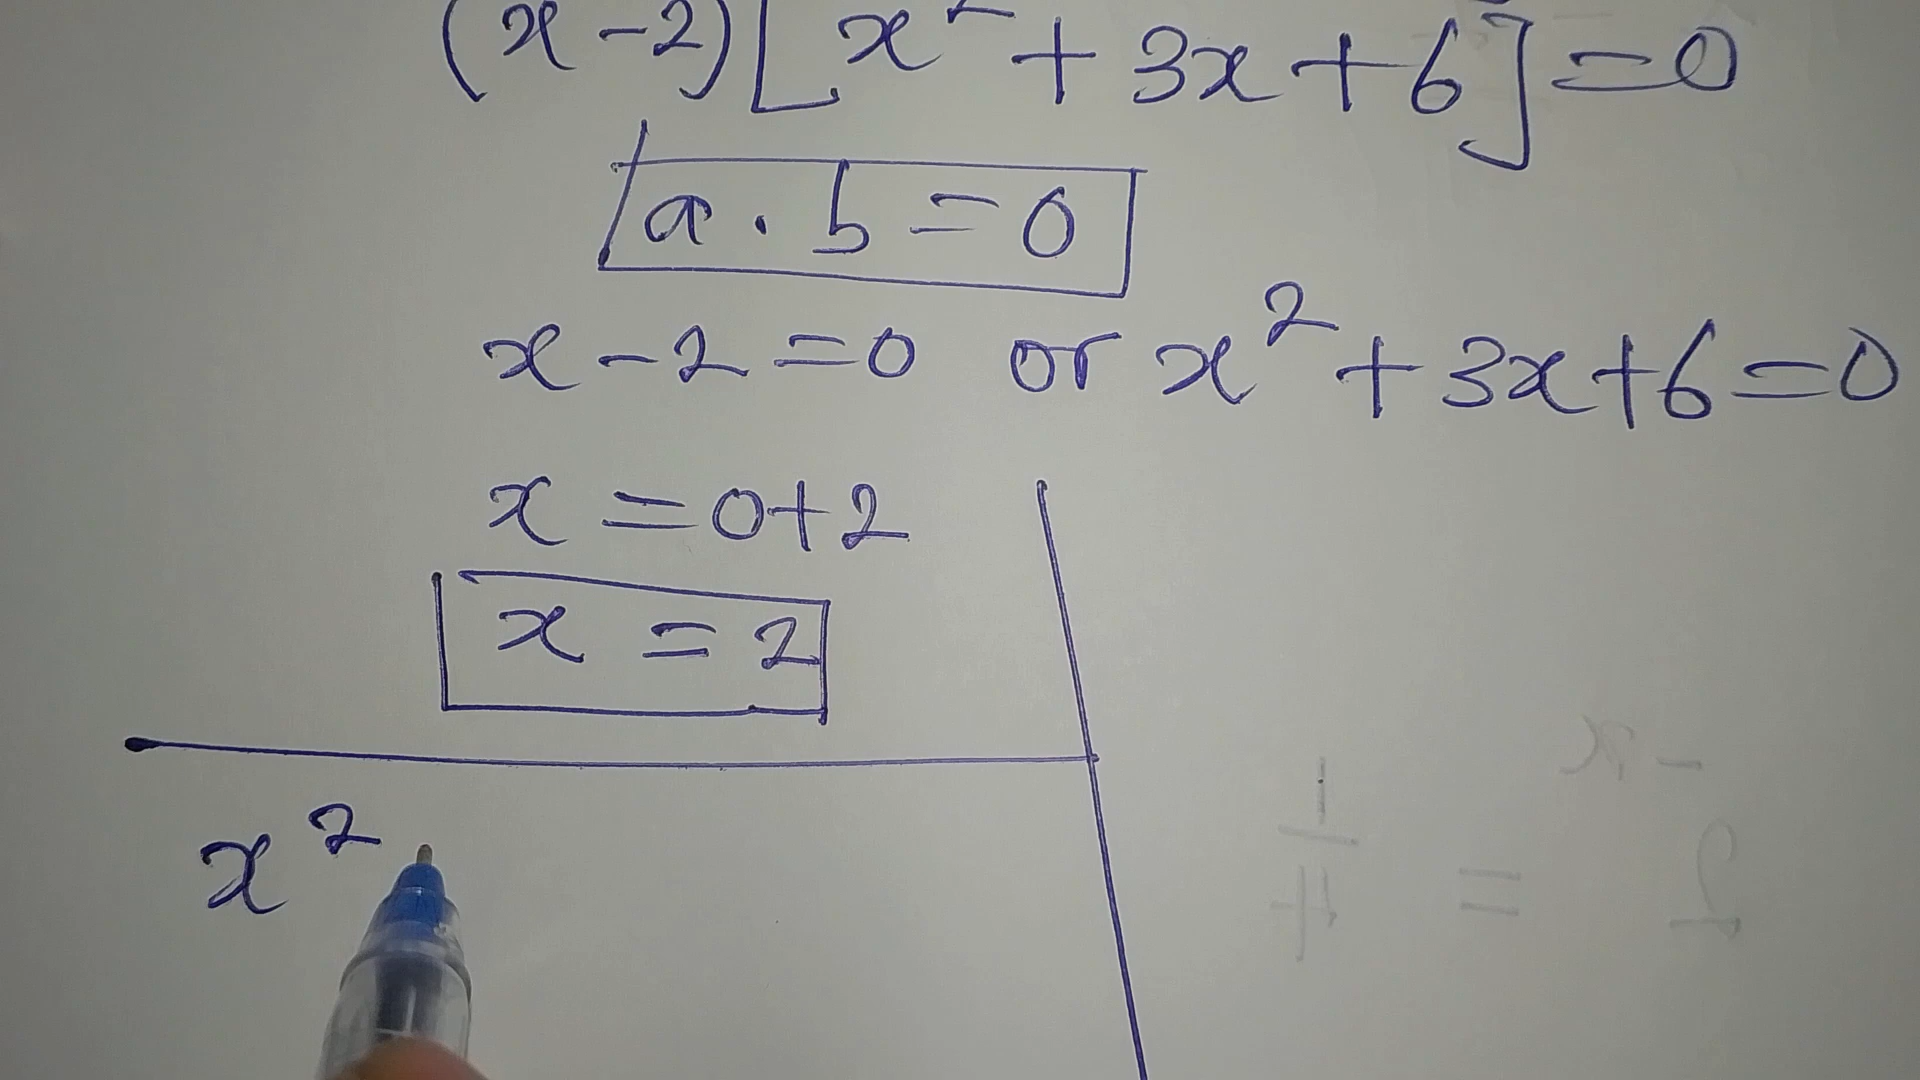 (x-2)[x²+3x+6]=0
a.b=0
x-2=0 or x²+3x+6=0
x=0+2
x=2
x²